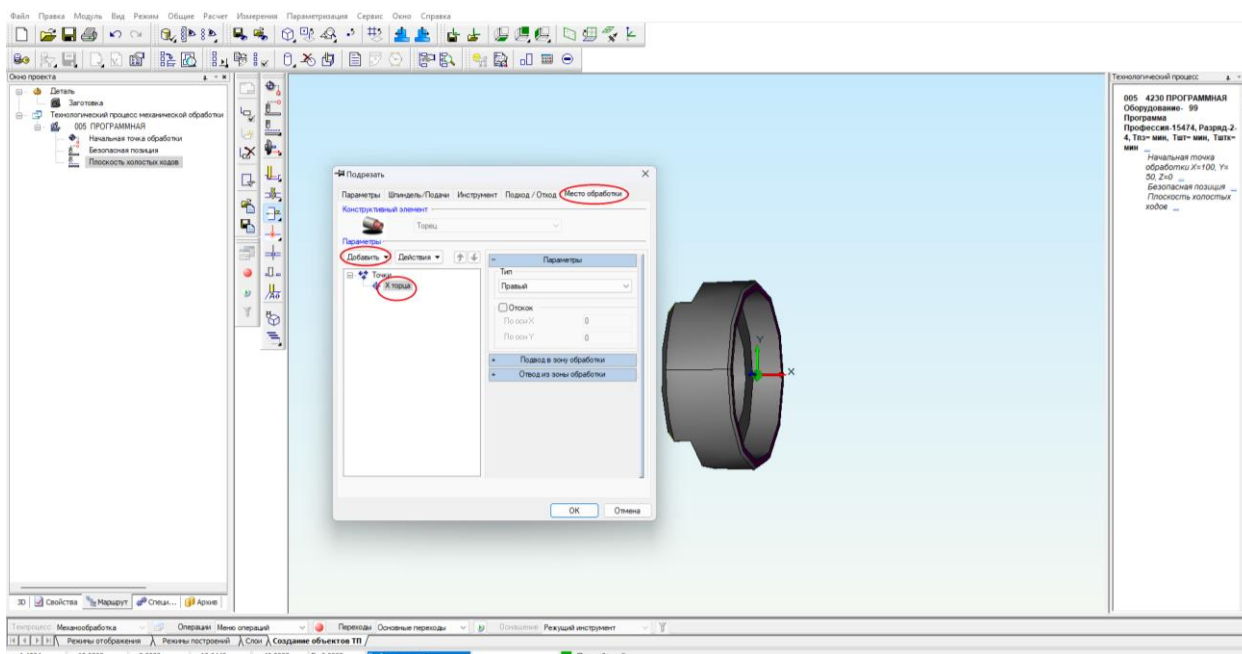 Файл Правка Модуль Вид Режим Общие Расчет Измерения Параметризация Сервис Окно Справка
Окно проекта
Деталь
Заготовка
Технологический процесс механической обработки
005 ПРОГРАММНАЯ
Начальная точка обработки
Безопасная позиция
Плоскость холостых ходов
3D Свойства Маршрут Специ... Архив
Подрезать
Параметры Шпиндель/Подачи Инструмент Подход / Отход Место обработки
Конструктивный элемент
Торец
Параметры
Добавить Действия
Точки
X торца
Параметры
Тип
Правый
Отскок
По оси X 0
По оси Y 0
Подвод в зону обработки
Отвод из зоны обработки
OK Отмена
Y
X
Технологический процесс
005 4230 ПРОГРАММНАЯ
Оборудование- 99
Программа
Профессия-15474, Разряд-2-
4, Тпз= мин, Тшт= мин, Тштк=
мин ...
Начальная точка
обработки X=100, Y=
50, Z=0 ...
Безопасная позиция ...
Плоскость холостых
ходов ...
Техпроцесс Механообработка Операции Меню операций Переходы Основные переходы Оснащение Режущий инструмент
Режимы отображения Режимы построений Слои Создание объектов ТП